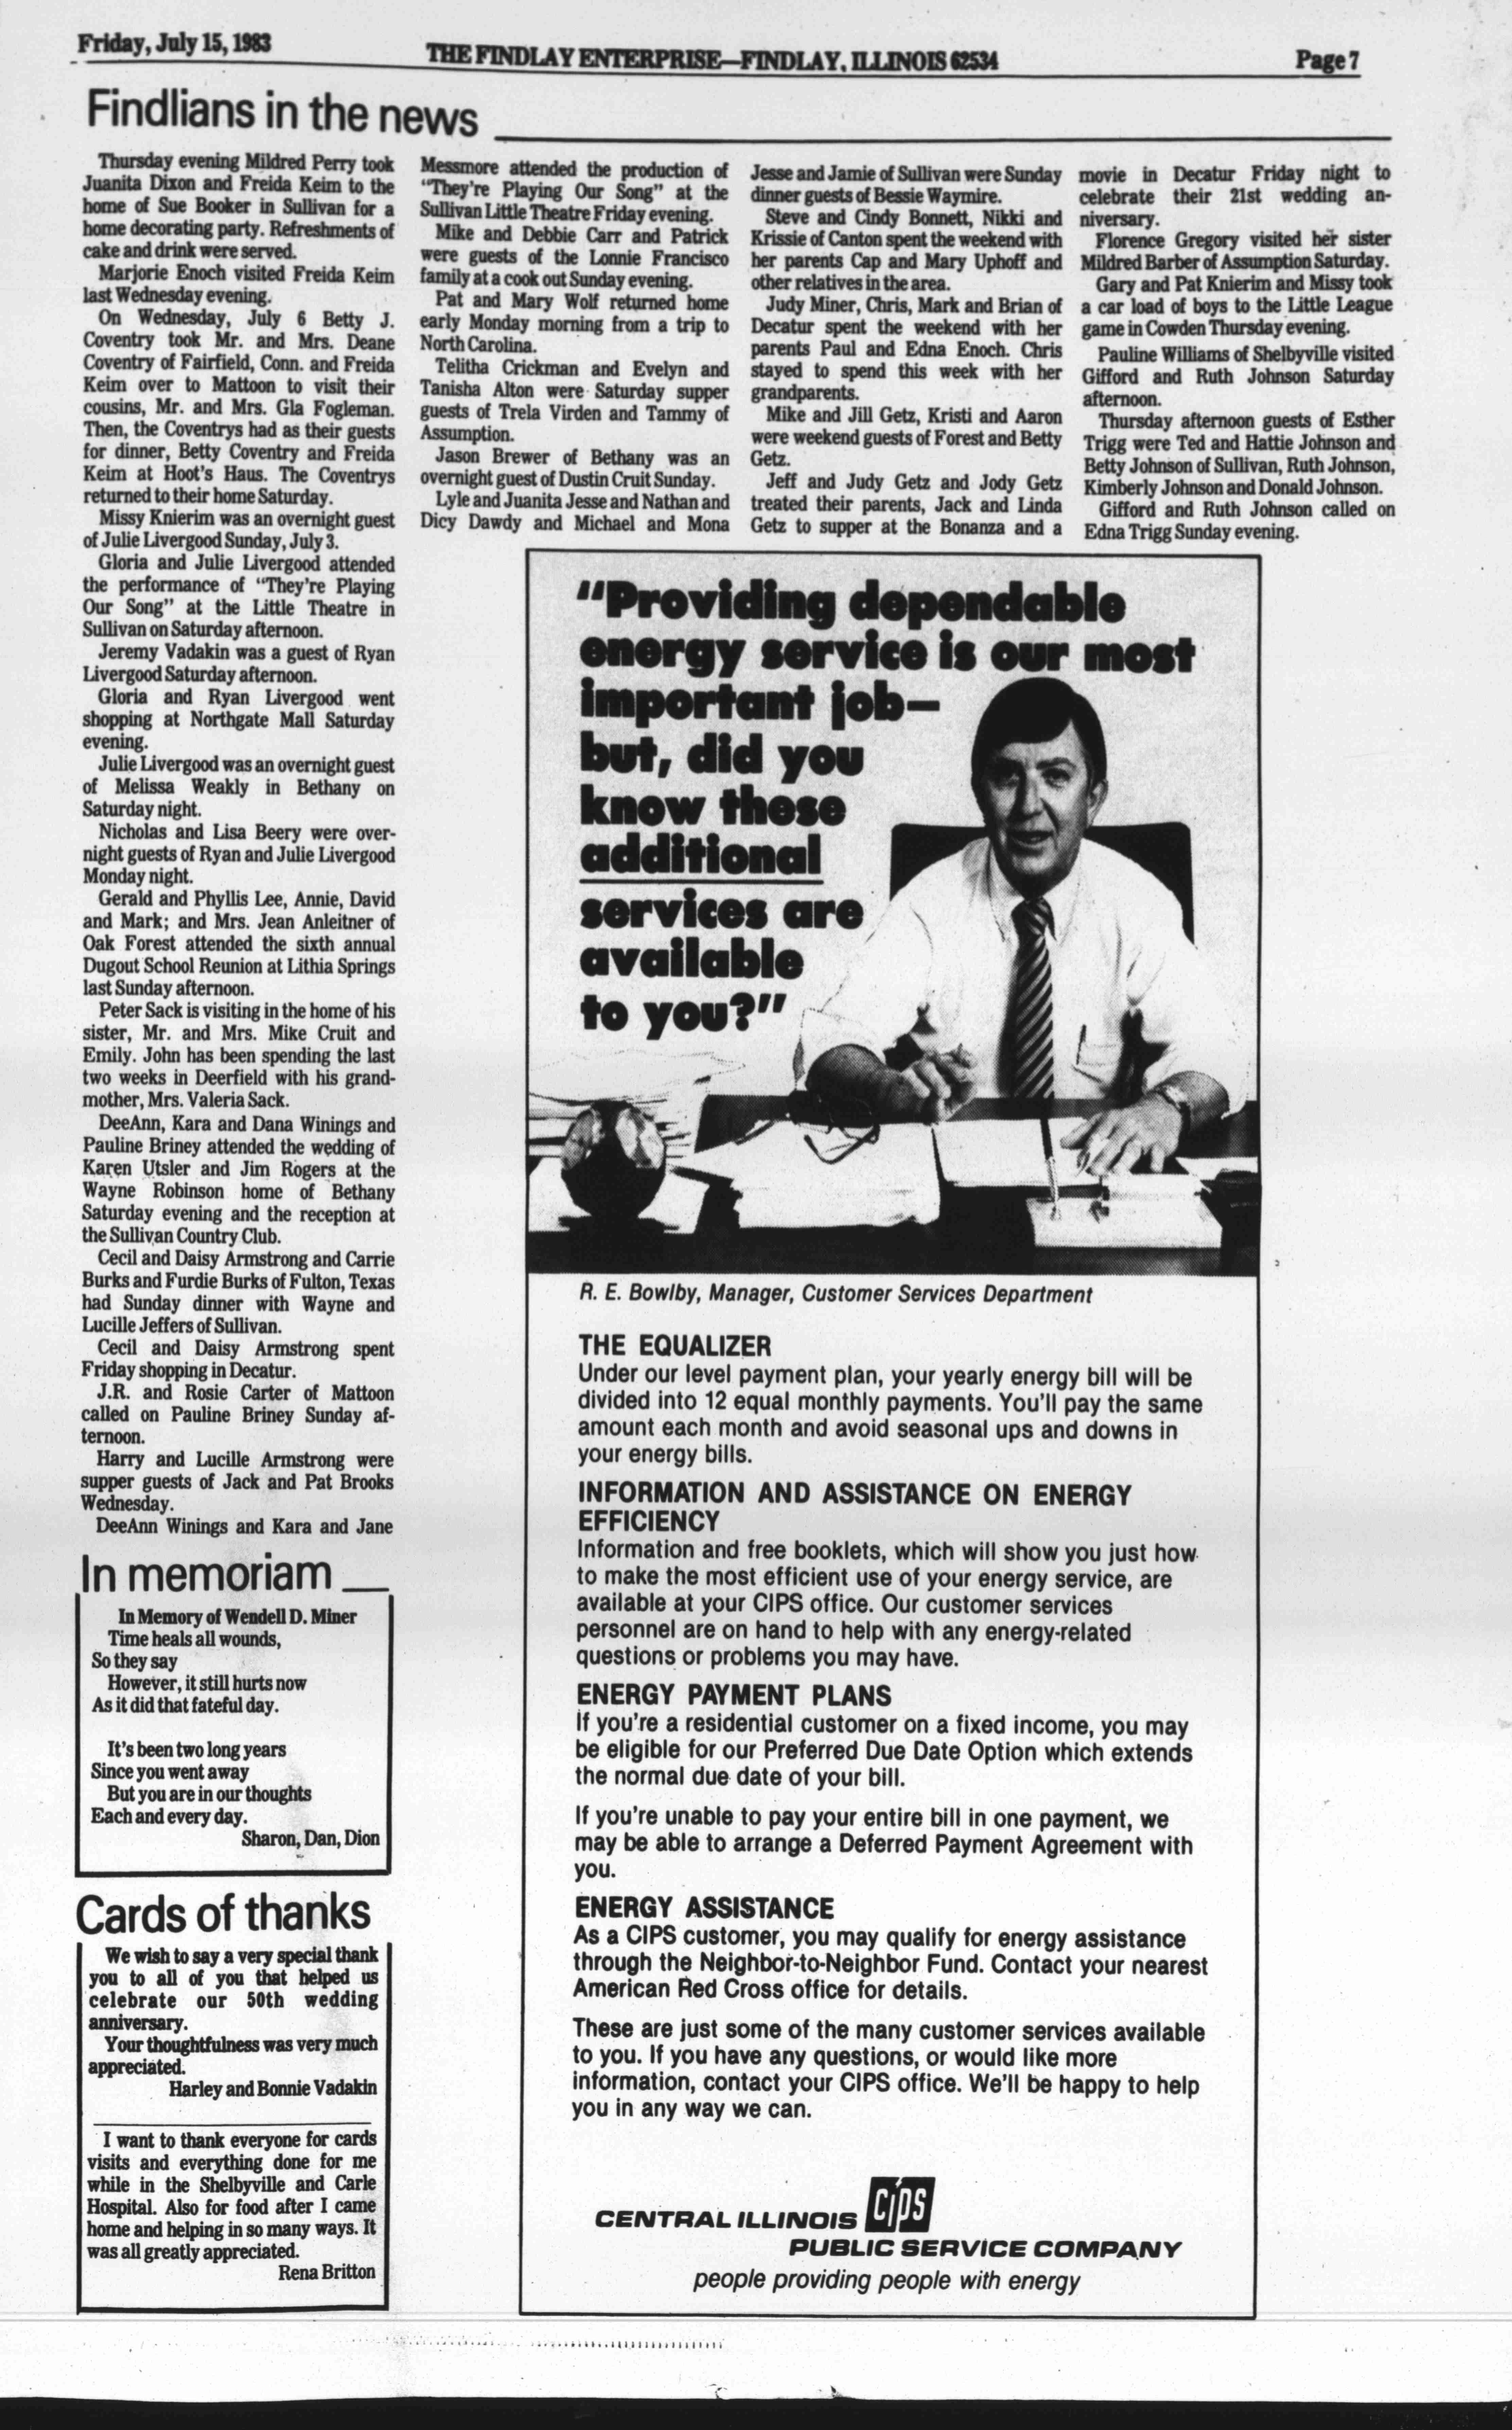 Friday, July 15, 1983
THE FINDLAY ENTERPRISE—FINDLAY, ILLINOIS 62534
Page 7
Findlians in the news
Thursday evening Mildred Perry took
Juanita Dixon and Freida Keim to the
home of Sue Booker in Sullivan for a
home decorating party. Refreshments of
cake and drink were served.
Marjorie Enoch visited Freida Keim
last Wednesday evening.
On Wednesday, July 6 Betty J.
Coventry took Mr. and Mrs. Deane
Coventry of Fairfield, Conn. and Freida
Keim over to Mattoon to visit their
cousins, Mr. and Mrs. Gla Fogleman.
Then, the Coventrys had as their guests
for dinner, Betty Coventry and Freida
Keim at Hoot's Haus. The Coventrys
returned to their home Saturday.
Missy Knierim was an overnight guest
of Julie Livergood Sunday, July 3.
Gloria and Julie Livergood attended
the performance of "They're Playing
Our Song" at the Little Theatre in
Sullivan on Saturday afternoon.
Jeremy Vadakin was a guest of Ryan
Livergood Saturday afternoon.
Gloria and Ryan Livergood went
shopping at Northgate Mall Saturday
evening.
Julie Livergood was an overnight guest
of Melissa Weakly in Bethany on
Saturday night.
Nicholas and Lisa Beery were over-
night guests of Ryan and Julie Livergood
Monday night.
Gerald and Phyllis Lee, Annie, David
and Mark; and Mrs. Jean Anleitner of
Oak Forest attended the sixth annual
Dugout School Reunion at Lithia Springs
last Sunday afternoon.
Peter Sack is visiting in the home of his
sister, Mr. and Mrs. Mike Cruit and
Emily. John has been spending the last
two weeks in Deerfield with his grand-
mother, Mrs. Valeria Sack.
DeeAnn, Kara and Dana Winings and
Pauline Briney attended the wedding of
Karen Utsler and Jim Rogers at the
Wayne Robinson home of Bethany
Saturday evening and the reception at
the Sullivan Country Club.
Cecil and Daisy Armstrong and Carrie
Burks and Furdie Burks of Fulton, Texas
had Sunday dinner with Wayne and
Lucille Jeffers of Sullivan.
Cecil and Daisy Armstrong spent
Friday shopping in Decatur.
J.R. and Rosie Carter of Mattoon
called on Pauline Briney Sunday af-
ternoon.
Harry and Lucille Armstrong were
supper guests of Jack and Pat Brooks
Wednesday.
DeeAnn Winings and Kara and Jane
Messmore attended the production of
"They're Playing Our Song" at the
Sullivan Little Theatre Friday evening.
Mike and Debbie Carr and Patrick
were guests of the Lonnie Francisco
family at a cook out Sunday evening.
Pat and Mary Wolf returned home
early Monday morning from a trip to
North Carolina.
Telitha Crickman and Evelyn and
Tanisha Alton were Saturday supper
guests of Trela Virden and Tammy of
Assumption.
Jason Brewer of Bethany was an
overnight guest of Dustin Cruit Sunday.
Lyle and Juanita Jesse and Nathan and
Dicy Dawdy and Michael and Mona
Jesse and Jamie of Sullivan were Sunday
dinner guests of Bessie Waymire.
Steve and Cindy Bonnett, Nikki and
Krissie of Canton spent the weekend with
her parents Cap and Mary Uphoff and
other relatives in the area.
Judy Miner, Chris, Mark and Brian of
Decatur spent the weekend with her
parents Paul and Edna Enoch. Chris
stayed to spend this week with her
grandparents.
Mike and Jill Getz, Kristi and Aaron
were weekend guests of Forest and Betty
Getz.
Jeff and Judy Getz and Jody Getz
treated their parents, Jack and Linda
Getz to supper at the Bonanza and a
movie in Decatur Friday night to
celebrate their 21st wedding an-
niversary.
Florence Gregory visited her sister
Mildred Barber of Assumption Saturday.
Gary and Pat Knierim and Missy took
a car load of boys to the Little League
game in Cowden Thursday evening.
Pauline Williams of Shelbyville visited
Gifford and Ruth Johnson Saturday
afternoon.
Thursday afternoon guests of Esther
Trigg were Ted and Hattie Johnson and
Betty Johnson of Sullivan, Ruth Johnson,
Kimberly Johnson and Donald Johnson.
Gifford and Ruth Johnson called on
Edna Trigg Sunday evening.
In memoriam
In Memory of Wendell D. Miner
Time heals all wounds,
So they say
However, it still hurts now
As it did that fateful day.
It's been two long years
Since you went away
But you are in our thoughts
Each and every day.
Sharon, Dan, Dion
Cards of thanks
We wish to say a very special thank
you to all of you that helped us
celebrate our 50th wedding
anniversary.
Your thoughtfulness was very much
appreciated.
Harley and Bonnie Vadakin
I want to thank everyone for cards
visits and everything done for me
while in the Shelbyville and Carle
Hospital. Also for food after I came
home and helping in so many ways. It
was all greatly appreciated.
Rena Britton
"Providing dependable
energy service is our most
important job—
but, did you
know these
additional
services are
available
to you?"
R. E. Bowlby, Manager, Customer Services Department
THE EQUALIZER
Under our level payment plan, your yearly energy bill will be
divided into 12 equal monthly payments. You'll pay the same
amount each month and avoid seasonal ups and downs in
your energy bills.
INFORMATION AND ASSISTANCE ON ENERGY
EFFICIENCY
Information and free booklets, which will show you just how
to make the most efficient use of your energy service, are
available at your CIPS office. Our customer services
personnel are on hand to help with any energy-related
questions or problems you may have.
ENERGY PAYMENT PLANS
If you're a residential customer on a fixed income, you may
be eligible for our Preferred Due Date Option which extends
the normal due date of your bill.
If you're unable to pay your entire bill in one payment, we
may be able to arrange a Deferred Payment Agreement with
you.
ENERGY ASSISTANCE
As a CIPS customer, you may qualify for energy assistance
through the Neighbor-to-Neighbor Fund. Contact your nearest
American Red Cross office for details.
These are just some of the many customer services available
to you. If you have any questions, or would like more
information, contact your CIPS office. We'll be happy to help
you in any way we can.
CENTRAL ILLINOIS CIPS
PUBLIC SERVICE COMPANY
people providing people with energy